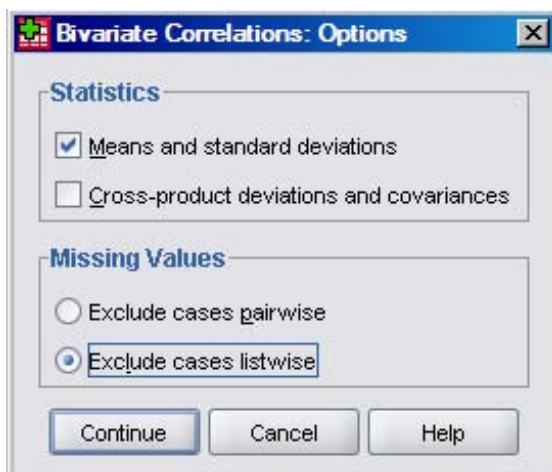 Bivariate Correlations: Options
Statistics
Means and standard deviations
Cross-product deviations and covariances
Missing Values
Exclude cases pairwise
Exclude cases listwise
Continue Cancel Help